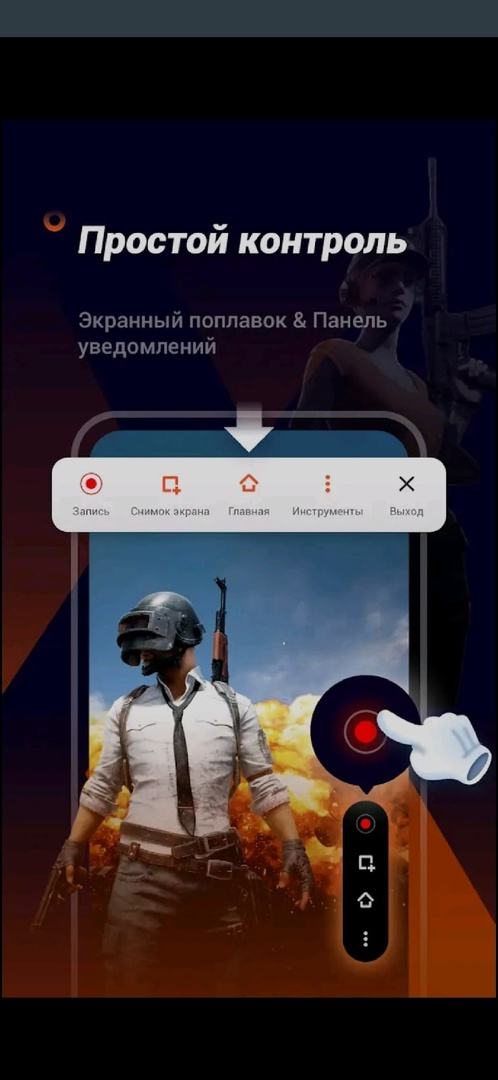 Простой контроль
Экранный поплавок & Панель
уведомлений
Запись
Снимок экрана
Главная
Инструменты
Выход